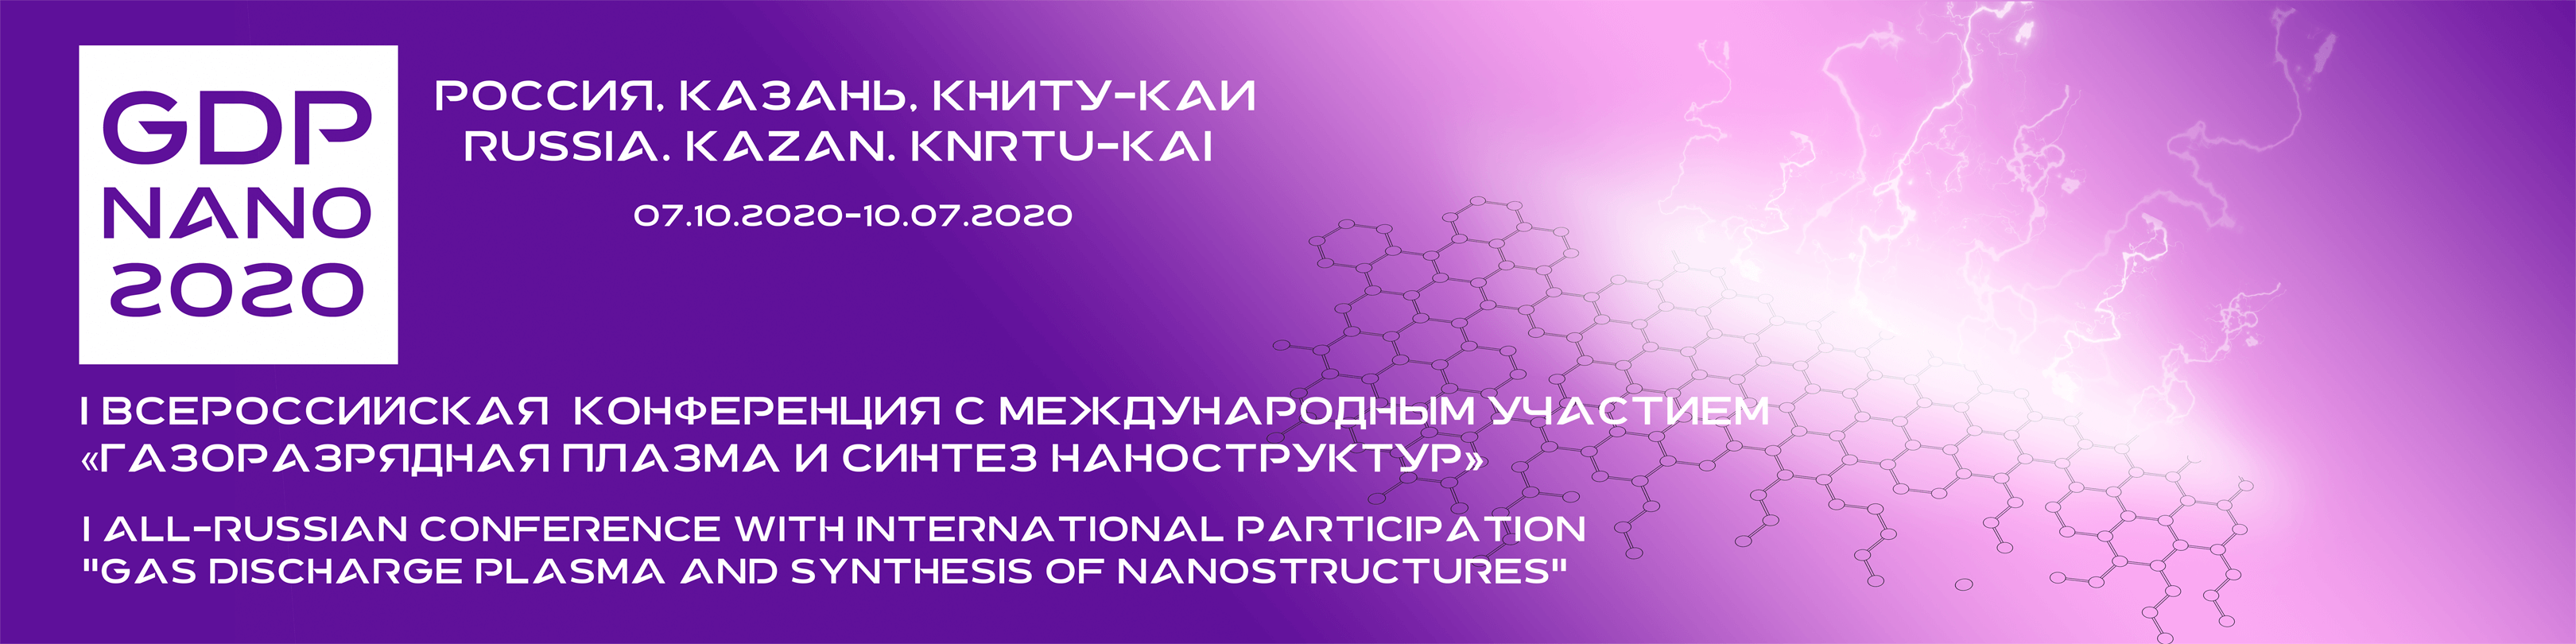 GDP
NANO
2020
РОССИЯ, КАЗАНЬ, КНИТУ-КАИ
RUSSIA. KAZAN. KNRTU-KAI
07.10.2020-10.07.2020
I ВСЕРОССИЙСКАЯ КОНФЕРЕНЦИЯ С МЕЖДУНАРОДНЫМ УЧАСТИЕМ
«ГАЗОРАЗРЯДНАЯ ПЛАЗМА И СИНТЕЗ НАНОСТРУКТУР»
I ALL-RUSSIAN CONFERENCE WITH INTERNATIONAL PARTICIPATION
"GAS DISCHARGE PLASMA AND SYNTHESIS OF NANOSTRUCTURES"